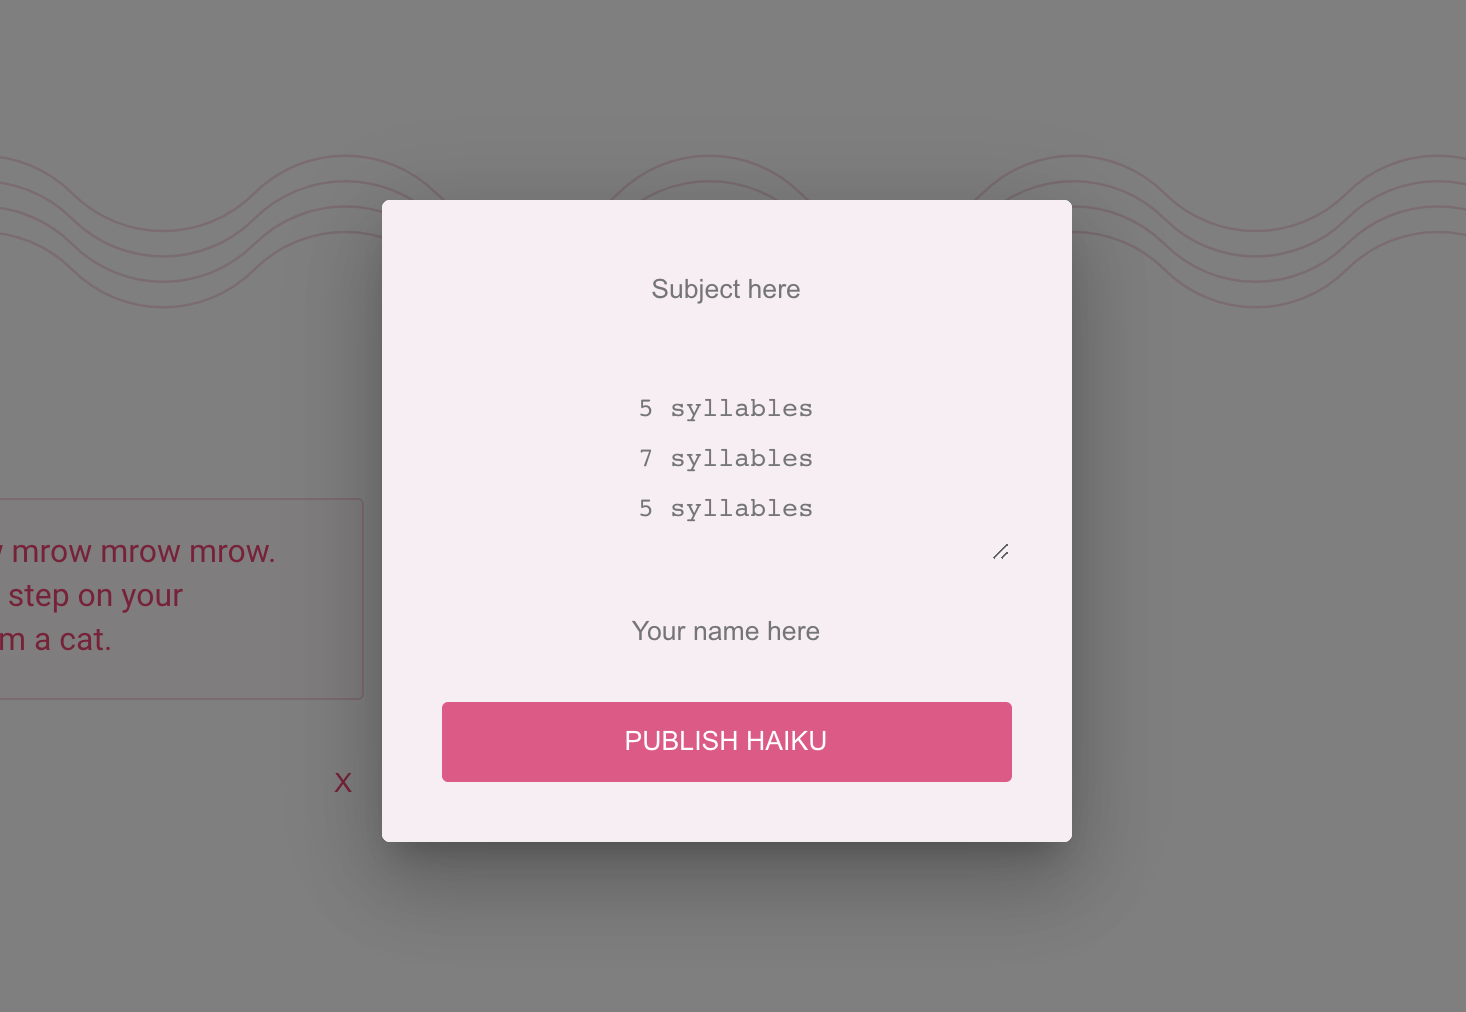 Subject here
5 syllables
7 syllables
5 syllables
mrow mrow mrow.
step on your
a cat.
Your name here
PUBLISH HAIKU
X